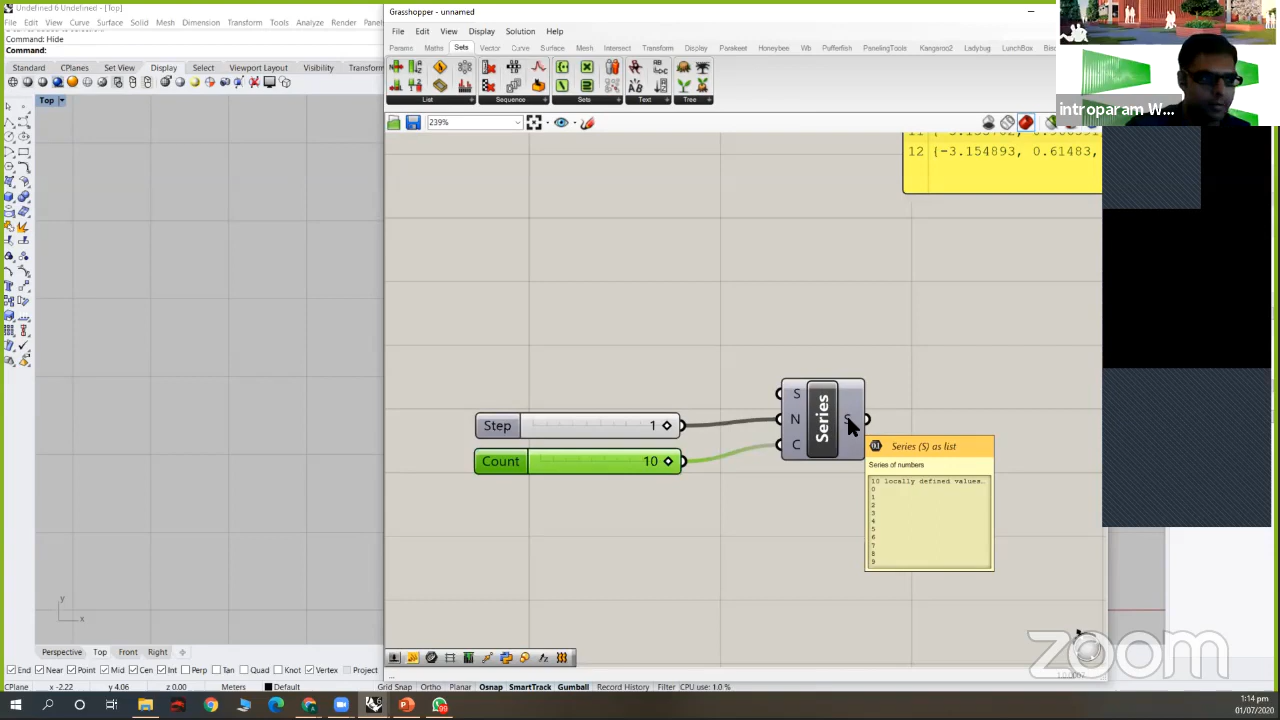 Undefined 6 Undefined - [Top]
File Edit View Curve Surface Solid Mesh Dimension Transform Tools Analyze Render Panel
Command: Hide
Command:
Standard CPlanes Set View Display Select Viewport Layout Visibility Transform
Top
Grasshopper - unnamed
File Edit View Display Solution Help
Params Maths Sets Vector Curve Surface Mesh Intersect Transform Display Parakeet Honeybee Wb Pufferfish PanelingTools Kangaroo2 Ladybug LunchBox
List Sequence Sets Text Tree
239%
introparam W...
12 {-3.154893, 0.61483,
Step 1
Count 10
S
N
C
Series
S
Series (S) as list
Series of numbers
10 locally defined values…
0
1
2
3
4
5
6
7
8
9
y
x
zoom
1.0.0007
Perspective Top Front Right
End Near Point Mid Cen Int Perp Tan Quad Knot Vertex Project
CPlane x -2.22 y 4.06 z 0.00 Meters Default Grid Snap Ortho Planar Osnap SmartTrack Gumball Record History Filter CPU use: 1.0 %
1:14 pm
01/07/2020